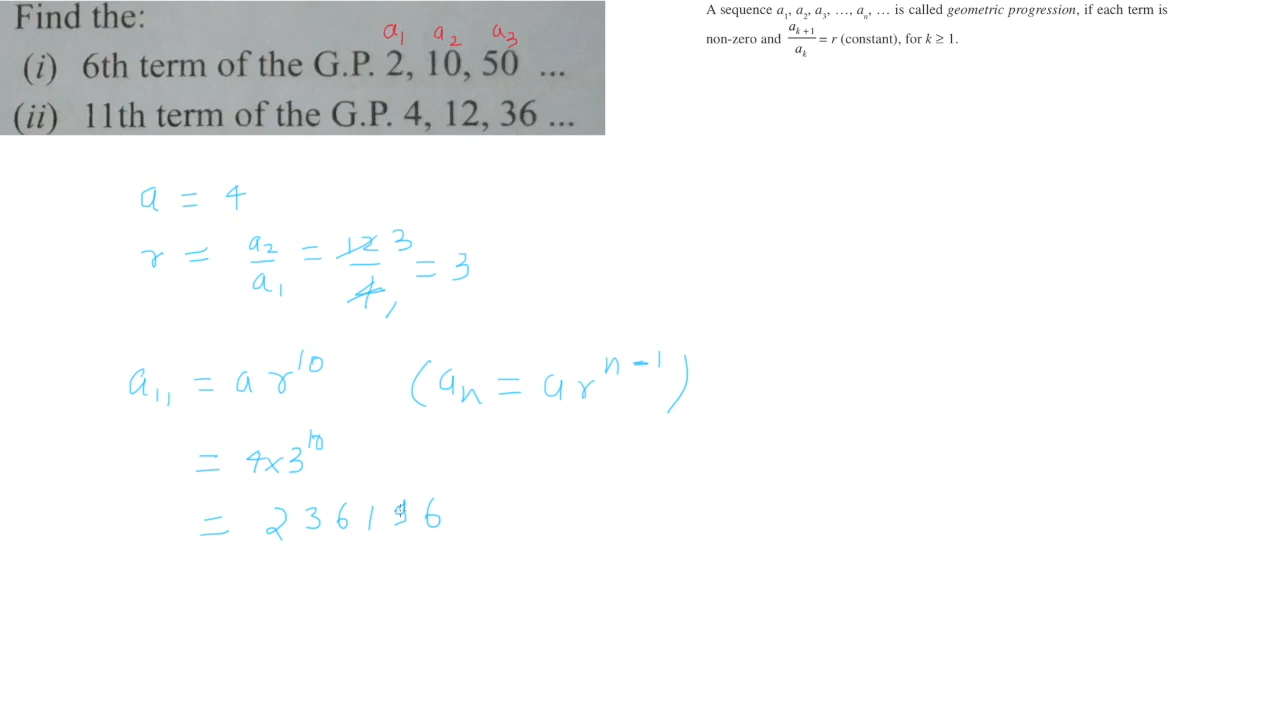 Find the:
a₁ a₂ a₃
(i) 6th term of the G.P. 2, 10, 50 ...
(ii) 11th term of the G.P. 4, 12, 36 ...
A sequence a₁, a₂, a₃, …, aₙ, … is called geometric progression, if each term is
non-zero and aₖ₊₁/aₖ = r (constant), for k ≥ 1.
a = 4
r = a₂/a₁ = 12/4 3 1 = 3
a₁₁ = a r¹⁰ (aₙ = a rⁿ⁻¹)
= 4×3¹⁰
= 236196